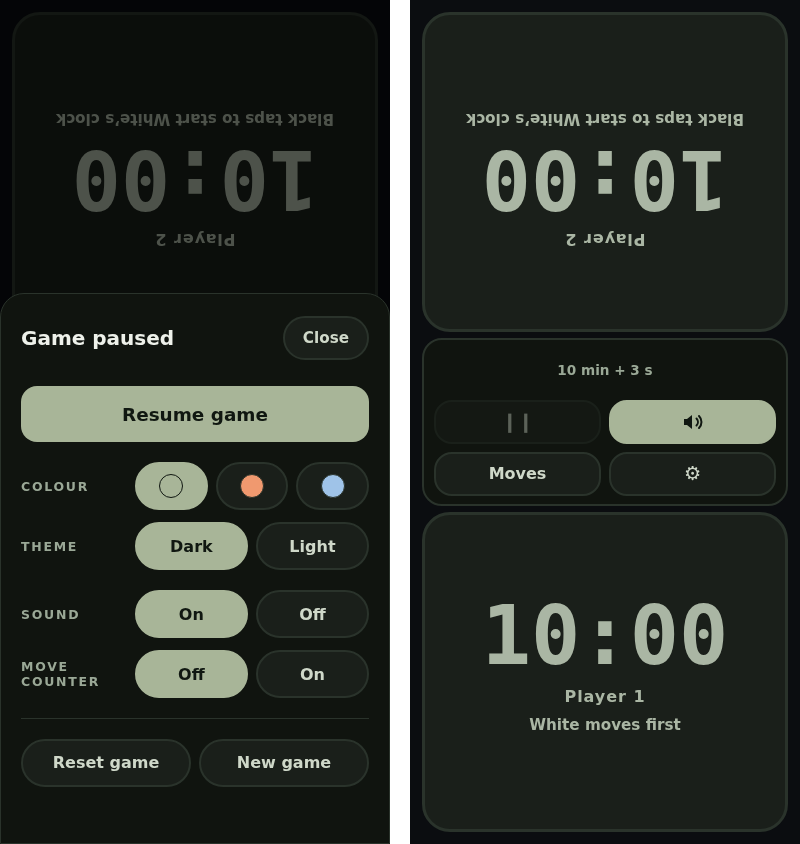 Player 2
10:00
Black taps to start White's clock
Game paused
Close
Resume game
COLOUR
THEME
Dark
Light
SOUND
On
Off
MOVE
COUNTER
Off
On
Reset game
New game
Player 2
10:00
Black taps to start White's clock
10 min + 3 s
Moves
10:00
Player 1
White moves first